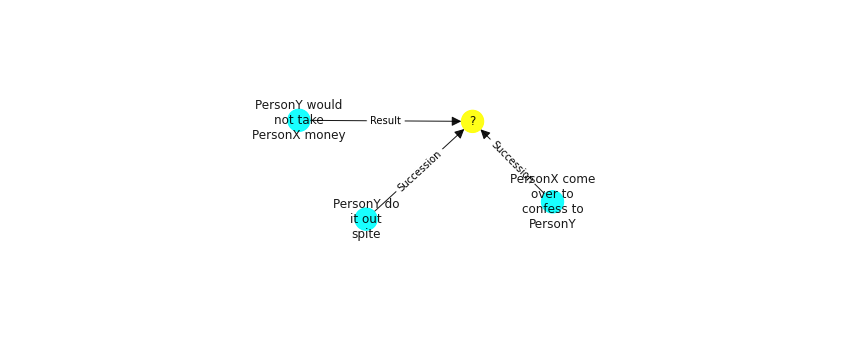 PersonY would
not take
PersonX money
Result
?
Succession
Succession
PersonY do
it out
spite
PersonX come
over to
confess to
PersonY